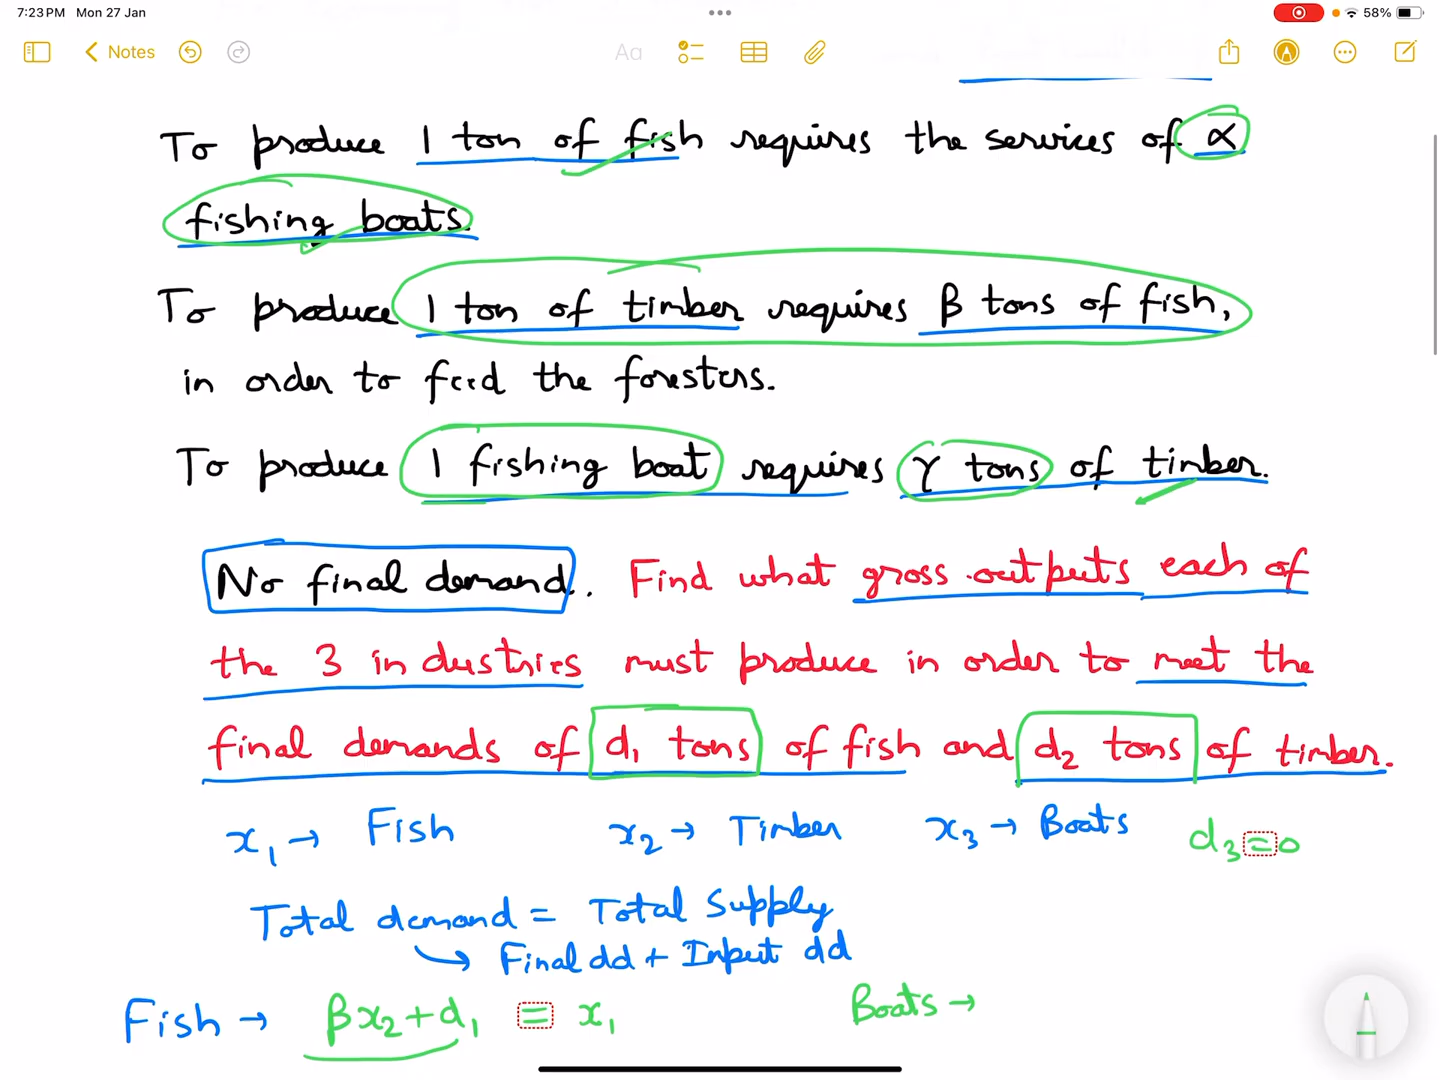 7:23 PM Mon 27 Jan
58%
Notes
Aa
To produce 1 ton of fish requires the services of α
fishing boats.
To produce 1 ton of timber requires β tons of fish,
in order to feed the foresters.
To produce 1 fishing boat requires γ tons of timber.
No final demand. Find what gross outputs each of
the 3 industries must produce in order to meet the
final demands of d₁ tons of fish and d₂ tons of timber.
x₁ → Fish x₂ → Timber x₃ → Boats d₃ = 0
Total demand = Total Supply
↳ Final dd + Input dd
Fish → βx₂ + d₁ = x₁ Boats →